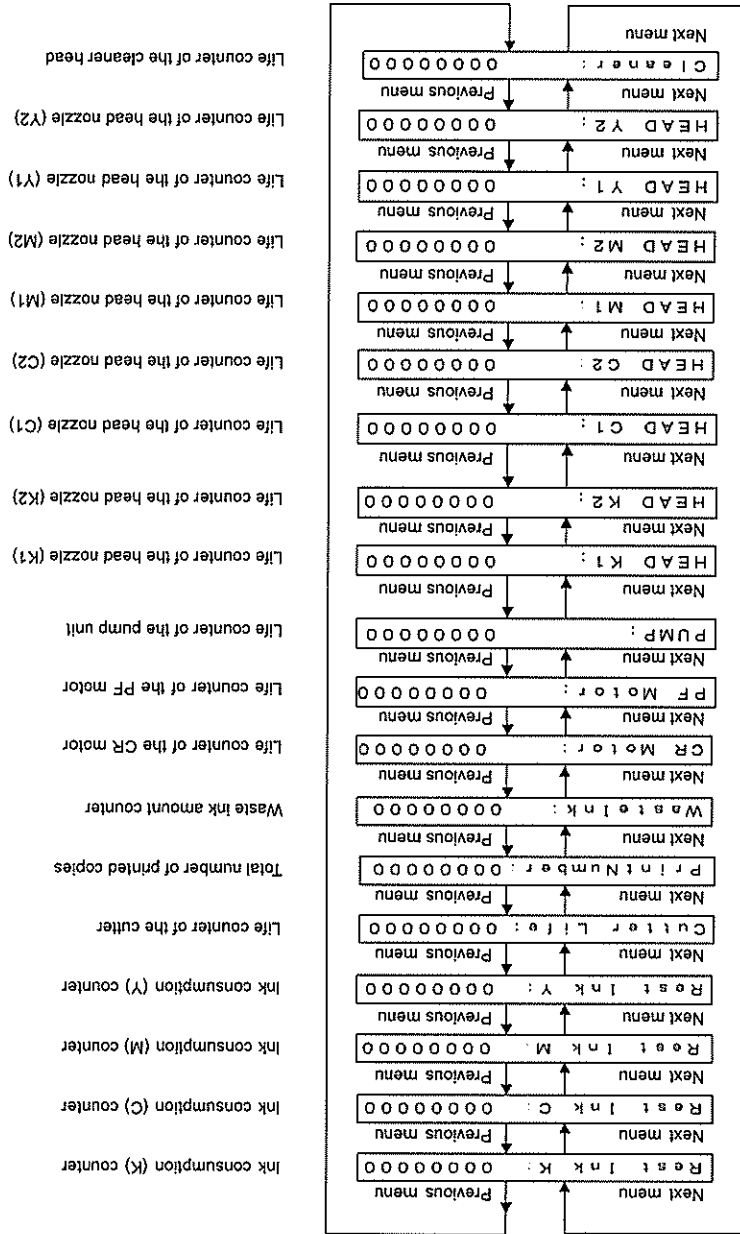 Next menu Previous menu
Rest Ink K: 00000000 Ink consumption (K) counter
Next menu Previous menu
Rest Ink C: 00000000 Ink consumption (C) counter
Next menu Previous menu
Rest Ink M: 00000000 Ink consumption (M) counter
Next menu Previous menu
Rest Ink Y: 00000000 Ink consumption (Y) counter
Next menu Previous menu
Cutter Life: 00000000 Life counter of the cutter
Next menu Previous menu
PrintNumber: 00000000 Total number of printed copies
Next menu Previous menu
WasteInk: 00000000 Waste ink amount counter
Next menu Previous menu
CR Motor: 00000000 Life counter of the CR motor
Next menu Previous menu
PF Motor: 00000000 Life counter of the PF motor
Next menu Previous menu
PUMP: 00000000 Life counter of the pump unit
Next menu Previous menu
HEAD K1: 00000000 Life counter of the head nozzle (K1)
Next menu Previous menu
HEAD K2: 00000000 Life counter of the head nozzle (K2)
Next menu Previous menu
HEAD C1: 00000000 Life counter of the head nozzle (C1)
Next menu Previous menu
HEAD C2: 00000000 Life counter of the head nozzle (C2)
Next menu Previous menu
HEAD M1: 00000000 Life counter of the head nozzle (M1)
Next menu Previous menu
HEAD M2: 00000000 Life counter of the head nozzle (M2)
Next menu Previous menu
HEAD Y1: 00000000 Life counter of the head nozzle (Y1)
Next menu Previous menu
HEAD Y2: 00000000 Life counter of the head nozzle (Y2)
Next menu Previous menu
Cleaner: 00000000 Life counter of the cleaner head
Next menu